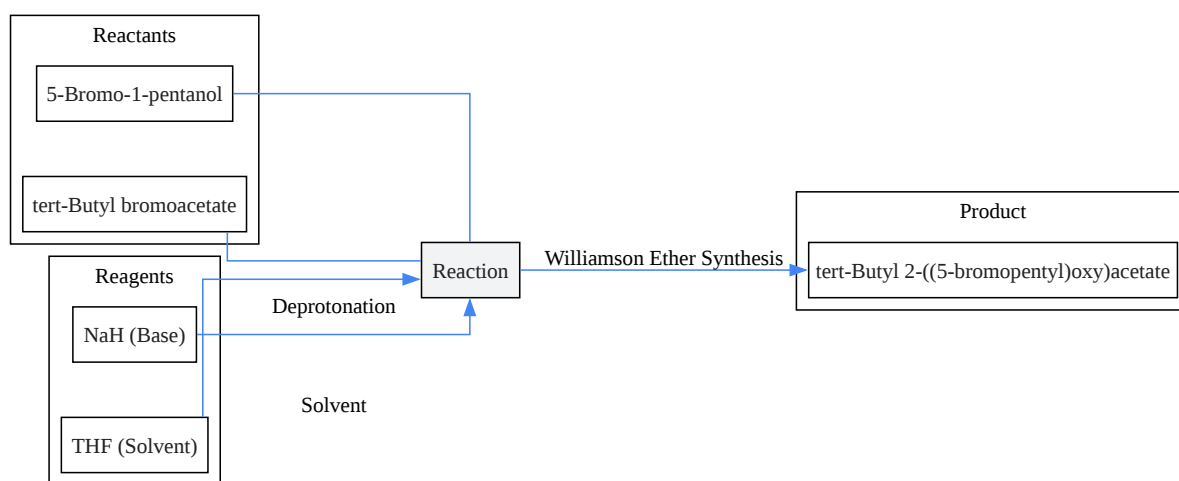 Reactants
5-Bromo-1-pentanol
tert-Butyl bromoacetate
Reagents
NaH (Base)
THF (Solvent)
Deprotonation
Solvent
Reaction
Williamson Ether Synthesis
Product
tert-Butyl 2-((5-bromopentyl)oxy)acetate